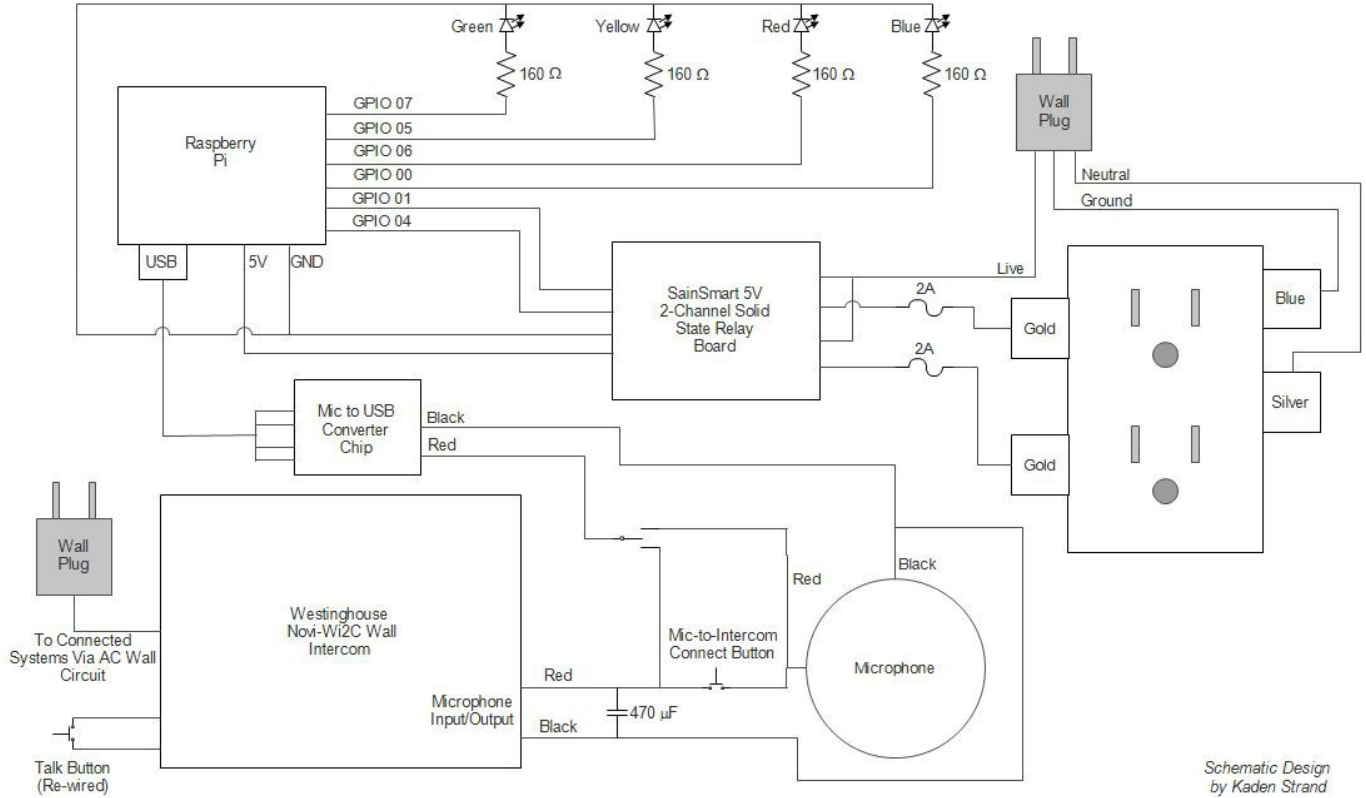 Green
Yellow
Red
Blue
160 Ω
160 Ω
160 Ω
160 Ω
Wall
Plug
GPIO 07
GPIO 05
GPIO 06
GPIO 00
GPIO 01
GPIO 04
Raspberry
Pi
USB
5V
GND
Neutral
Ground
Live
SainSmart 5V
2-Channel Solid
State Relay
Board
2A
2A
Gold
Gold
Blue
Silver
Mic to USB
Converter
Chip
Black
Red
Wall
Plug
To Connected
Systems Via AC Wall
Circuit
Westinghouse
Novi-Wi2C Wall
Intercom
Microphone
Input/Output
Red
Black
470 µF
Mic-to-Intercom
Connect Button
Red
Black
Microphone
Talk Button
(Re-wired)
Schematic Design
by Kaden Strand